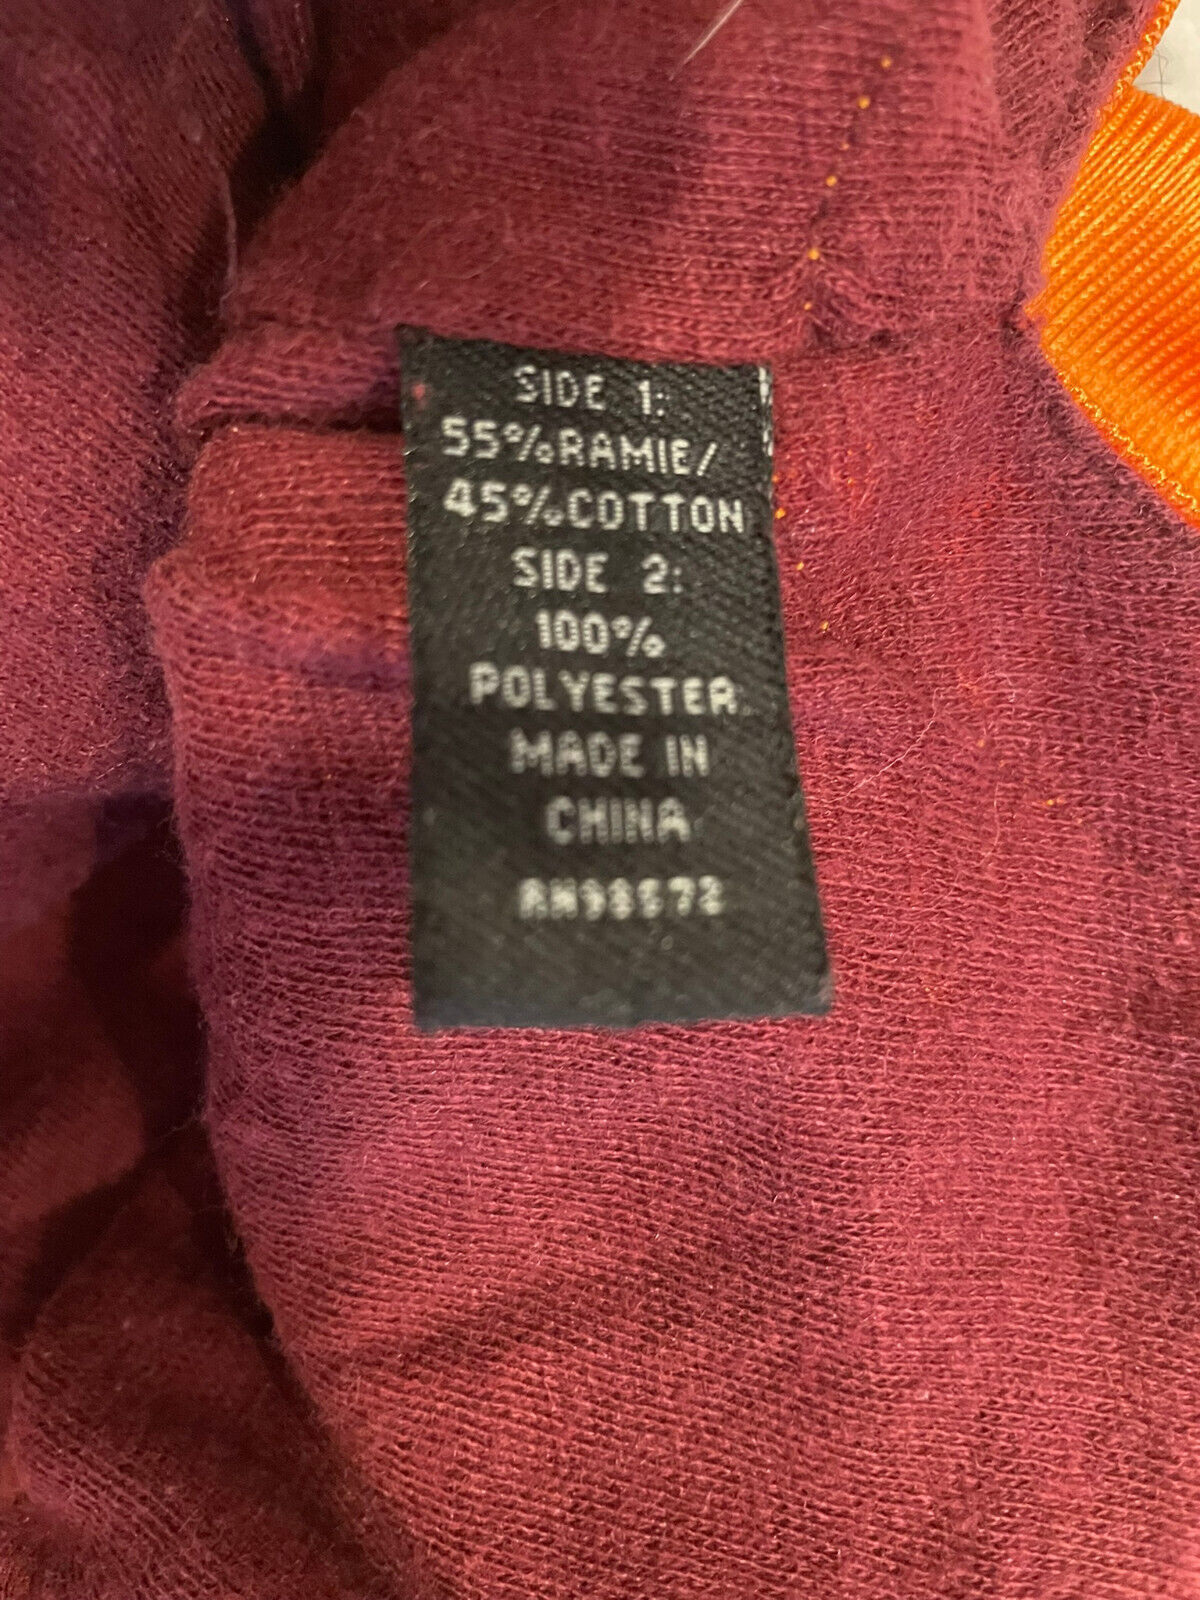 SIDE 1:
55%RAMIE/
45%COTTON
SIDE 2:
100%
POLYESTER
MADE IN
CHINA